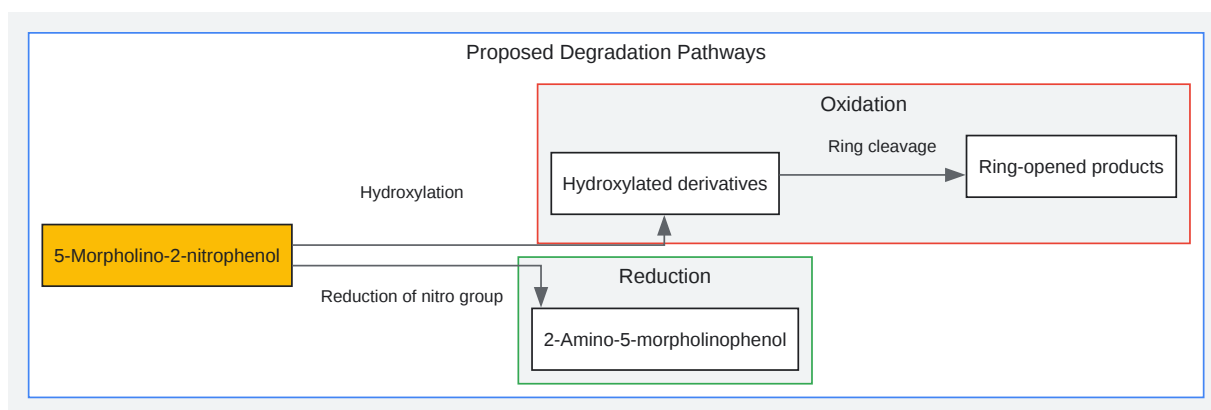 Proposed Degradation Pathways
Oxidation
Ring cleavage
Hydroxylated derivatives
Ring-opened products
Hydroxylation
5-Morpholino-2-nitrophenol
Reduction of nitro group
Reduction
2-Amino-5-morpholinophenol